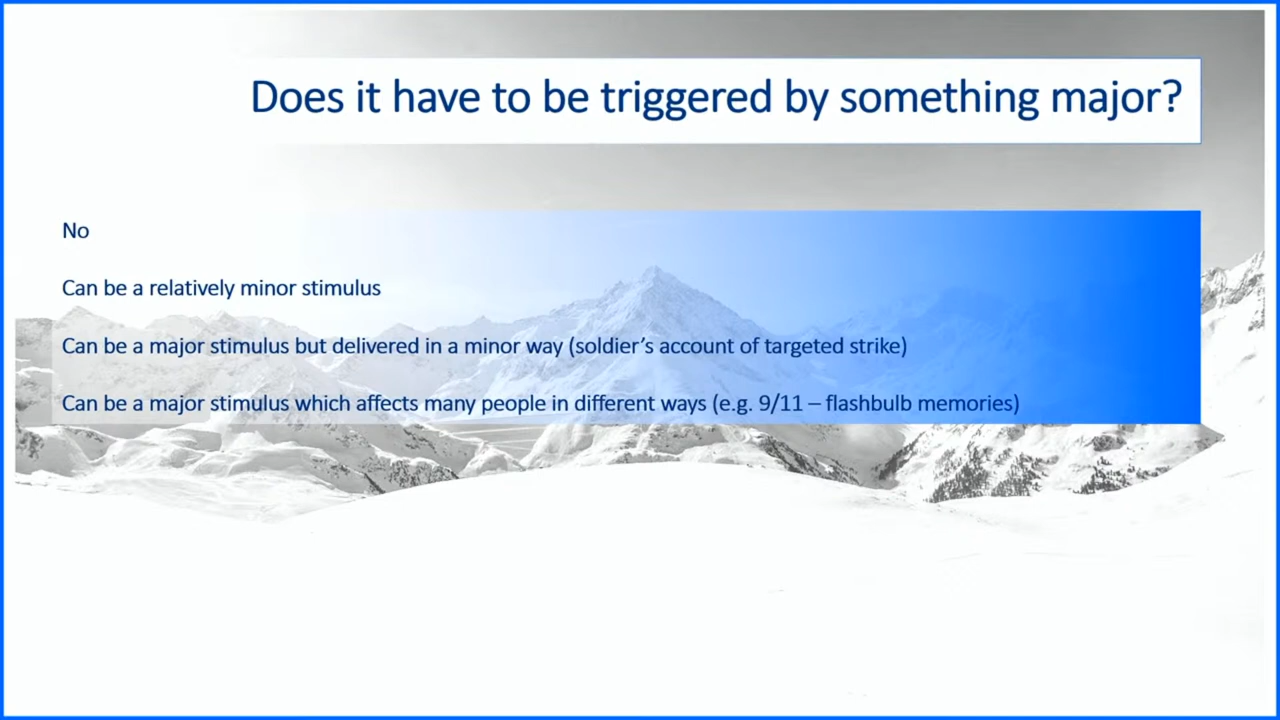 Does it have to be triggered by something major?
No
Can be a relatively minor stimulus
Can be a major stimulus but delivered in a minor way (soldier’s account of targeted strike)
Can be a major stimulus which affects many people in different ways (e.g. 9/11 – flashbulb memories)